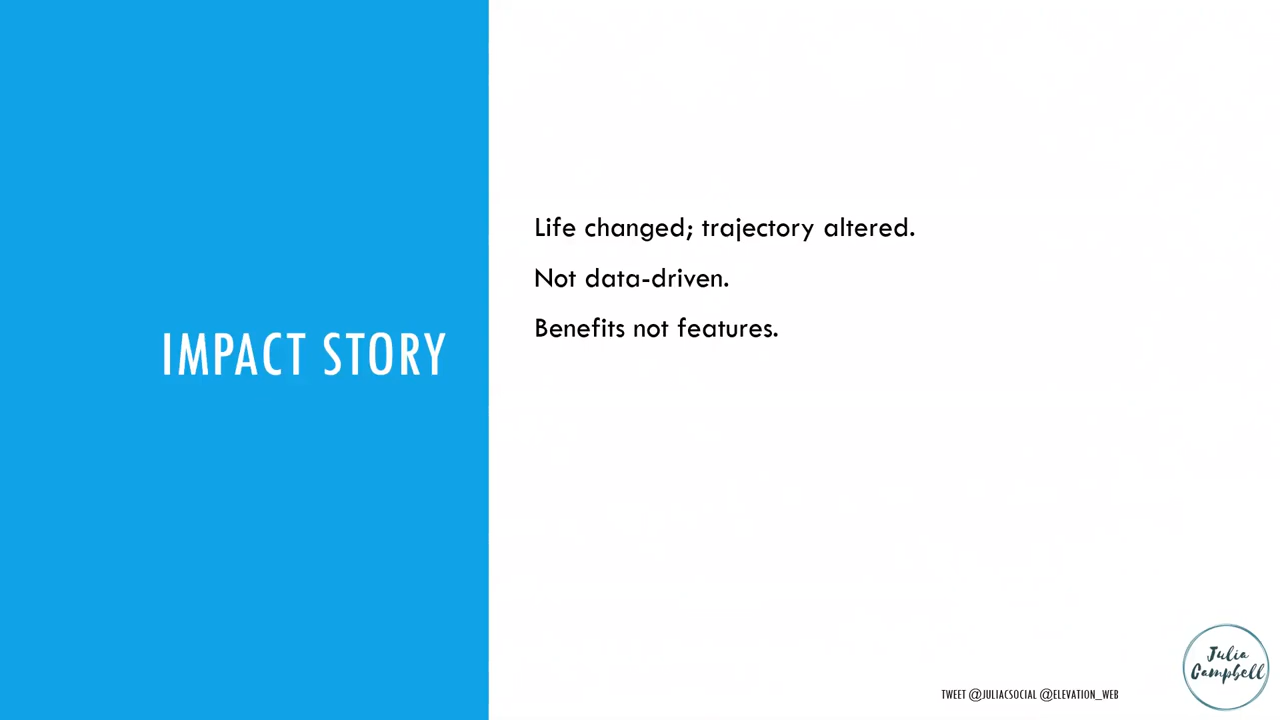 IMPACT STORY
Life changed; trajectory altered.
Not data-driven.
Benefits not features.
TWEET @JULIACSOCIAL @ELEVATION_WEB
Julia
Campbell